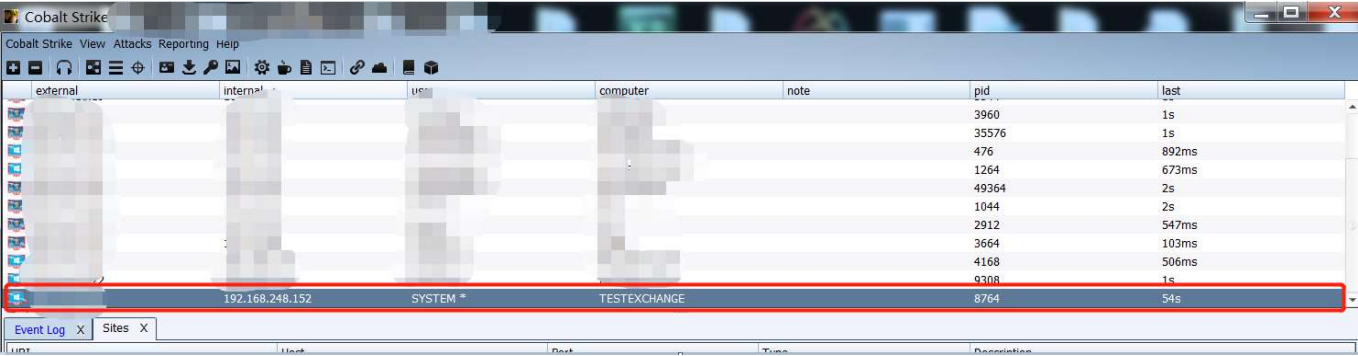 Cobalt Strike
Cobalt Strike View Attacks Reporting Help
external internal user computer note pid last
3960 1s
35576 1s
476 892ms
1264 673ms
49364 2s
1044 2s
2912 547ms
3664 103ms
4168 506ms
9308 1s
192.168.248.152 SYSTEM * TESTEXCHANGE 8764 54s
Event Log X Sites X
URI Host Port Type Description